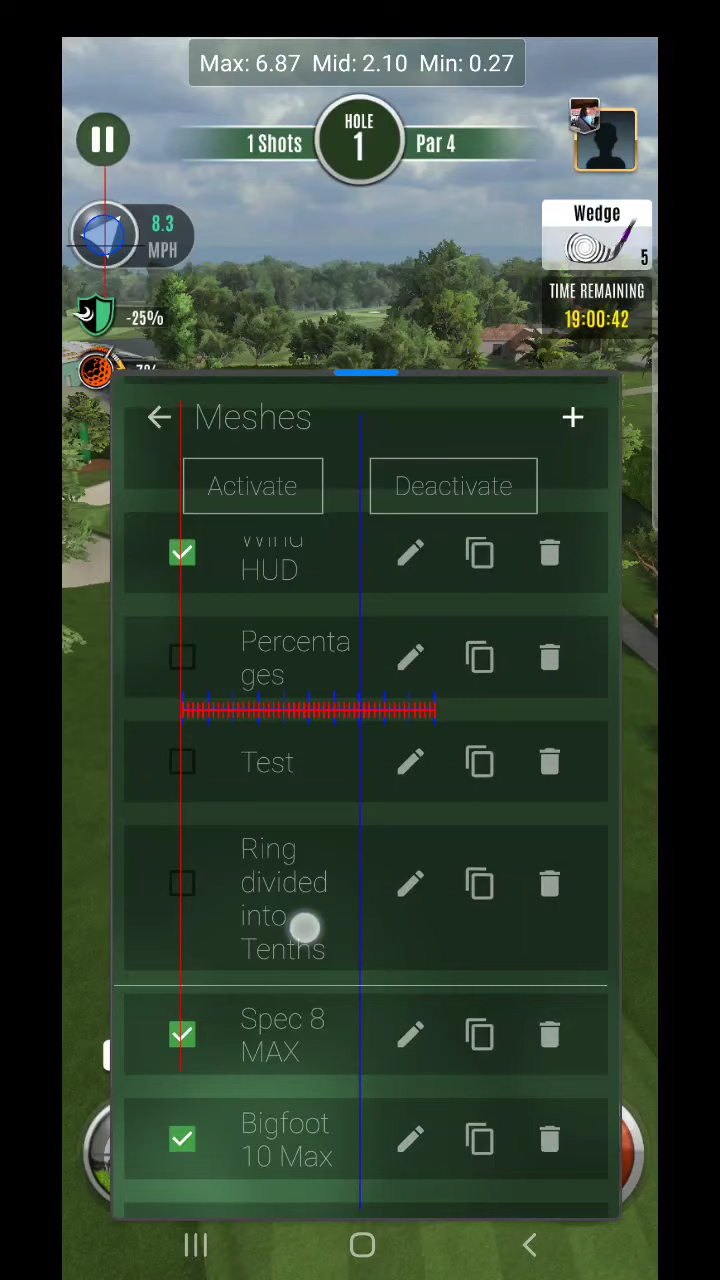 Max: 6.87 Mid: 2.10 Min: 0.27
HOLE
1 Shots 1 Par 4
8.3
MPH
Wedge
5
TIME REMAINING
19:00:42
-25%
Meshes
Activate Deactivate
Wind
HUD
Percenta
ges
Test
Ring
divided
into
Tenths
Spec 8
MAX
Bigfoot
10 Max